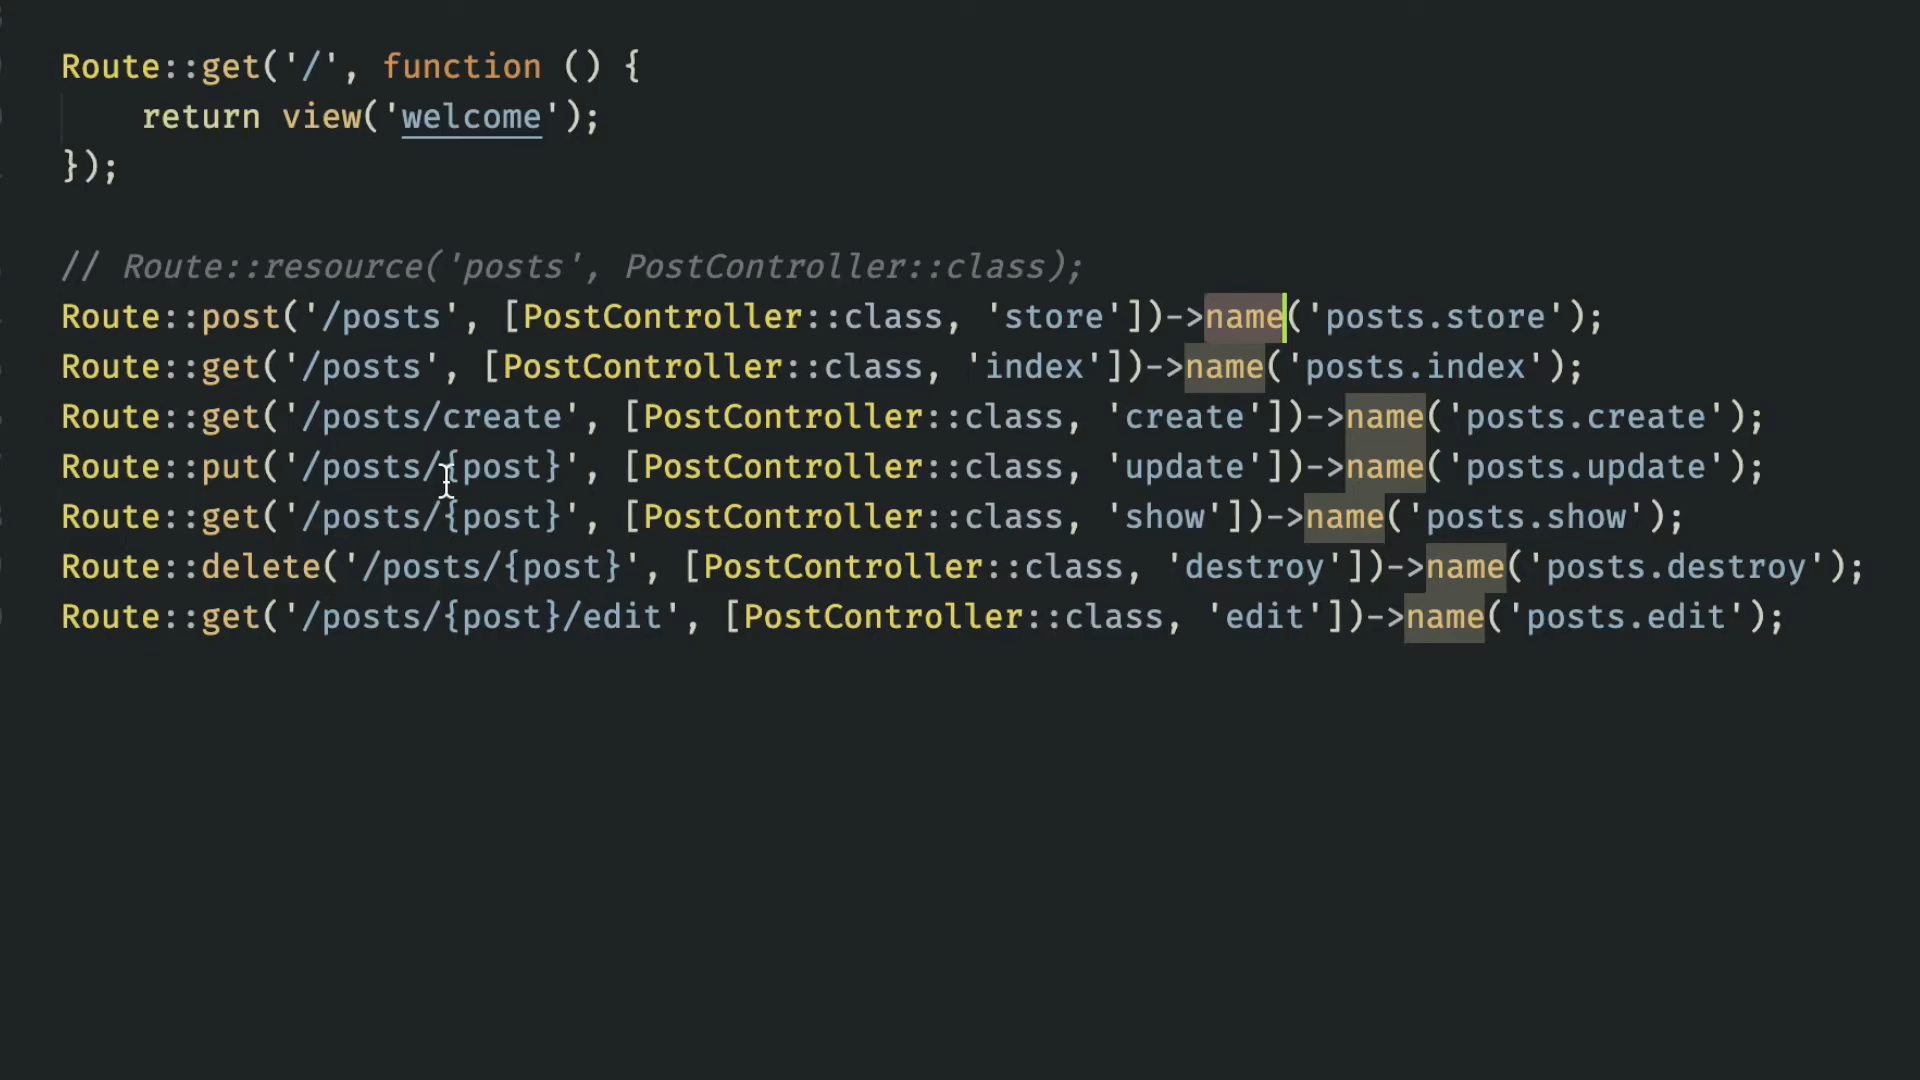 Route::get('/', function () {
    return view('welcome');
});
// Route::resource('posts', PostController::class);
Route::post('/posts', [PostController::class, 'store'])->name('posts.store');
Route::get('/posts', [PostController::class, 'index'])->name('posts.index');
Route::get('/posts/create', [PostController::class, 'create'])->name('posts.create');
Route::put('/posts/{post}', [PostController::class, 'update'])->name('posts.update');
Route::get('/posts/{post}', [PostController::class, 'show'])->name('posts.show');
Route::delete('/posts/{post}', [PostController::class, 'destroy'])->name('posts.destroy');
Route::get('/posts/{post}/edit', [PostController::class, 'edit'])->name('posts.edit');